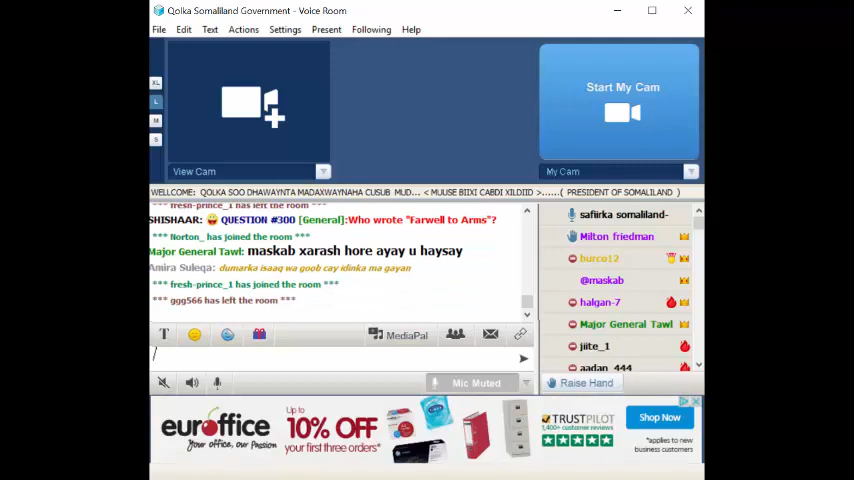 Qolka Somaliland Government - Voice Room
File Edit Text Actions Settings Present Following Help
XL
L
M
S
Start My Cam
View Cam
My Cam
WELLCOME: QOLKA SOO DHAWAYNTA MADAXWAYNAHA CUSUB MUD... < MUUSE BIIXI CABDI XILDIID >......( PRESIDENT OF SOMALILAND )
*** fresh-prince_1 has left the room ***
SHISHAAR: QUESTION #300 [General]:Who wrote "Farwell to Arms"?
*** Norton_ has joined the room ***
Major General Tawl: maskab xarash hore ayay u haysay
Amira Suleqa: dumarka isaaq wa goob cay idinka ma gayan
*** fresh-prince_1 has joined the room ***
*** ggg566 has left the room ***
safiirka somaliland-
Milton friedman
burco12
@maskab
halgan-7
Major General Tawl
jiite_1
aadan_444
T
MediaPal
/
Mic Muted
Raise Hand
euroffice
Your office, our Passion
Up to
10% OFF
your first three orders*
TRUSTPILOT
1,400+ customer reviews
Shop Now
*applies to new
business customers